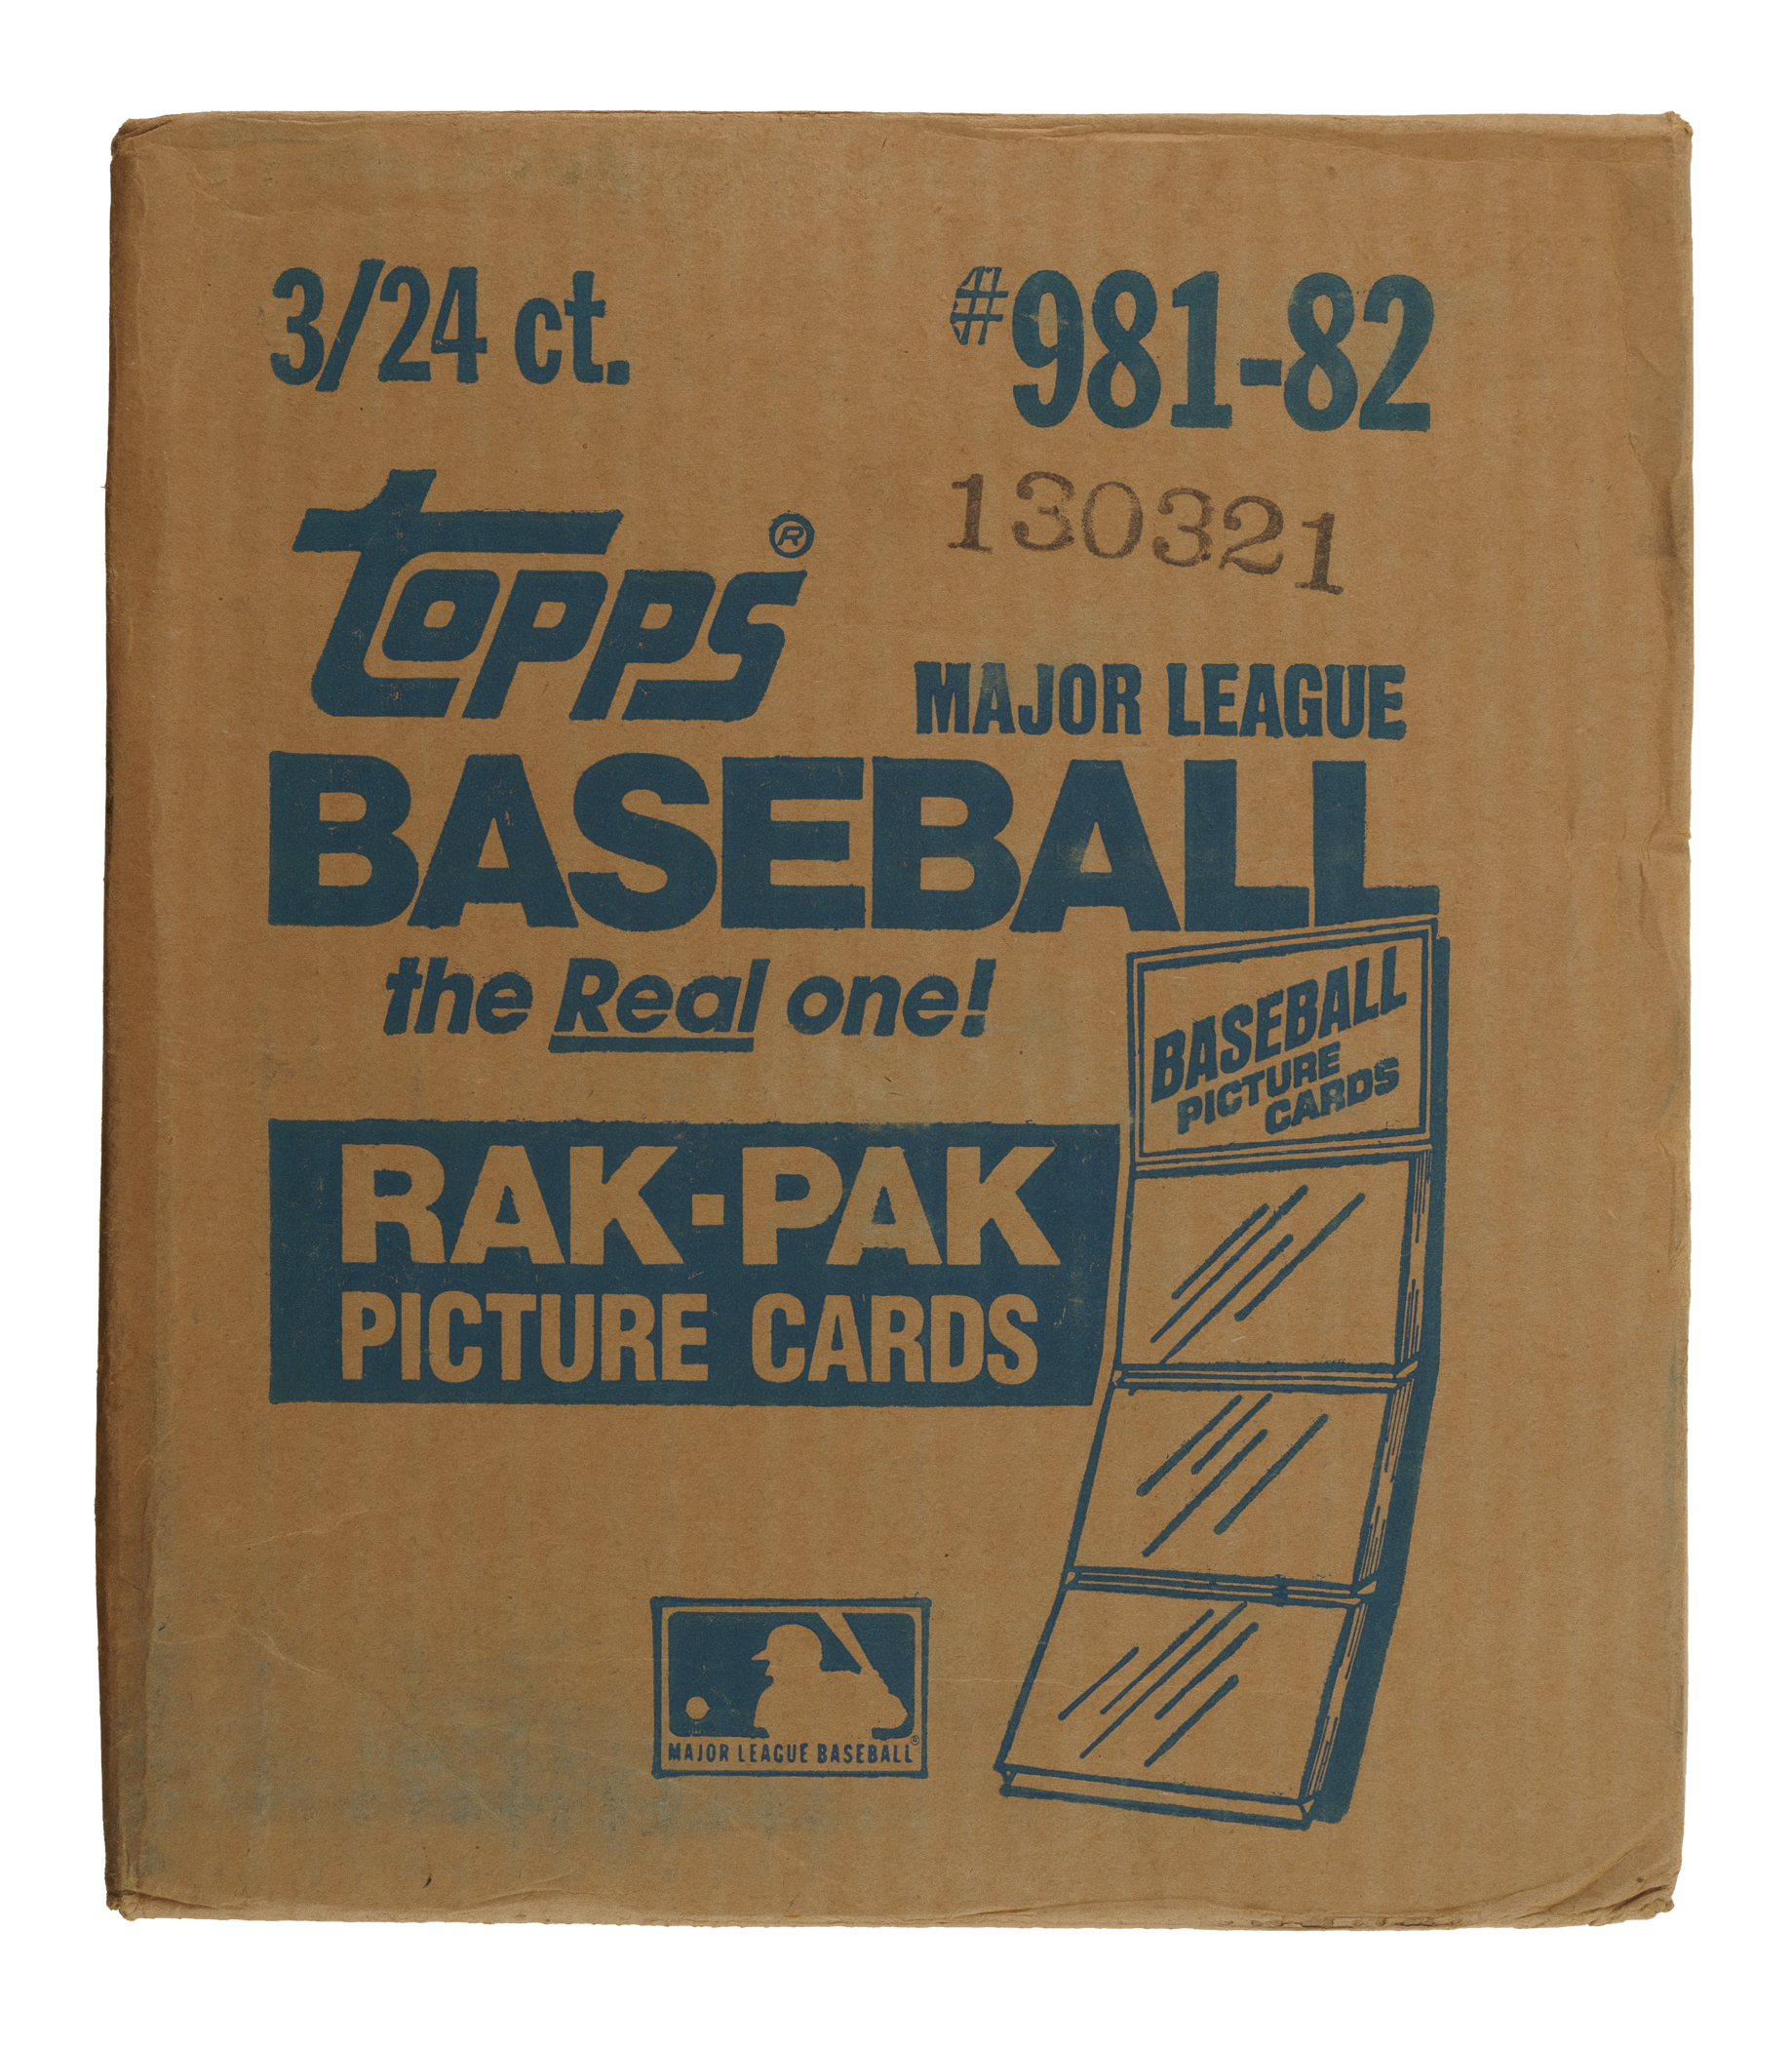 3/24 ct.
#981-82
130321
topps®
MAJOR LEAGUE
BASEBALL
the Real one!
BASEBALL
PICTURE
CARDS
RAK-PAK
PICTURE CARDS
MAJOR LEAGUE BASEBALL®